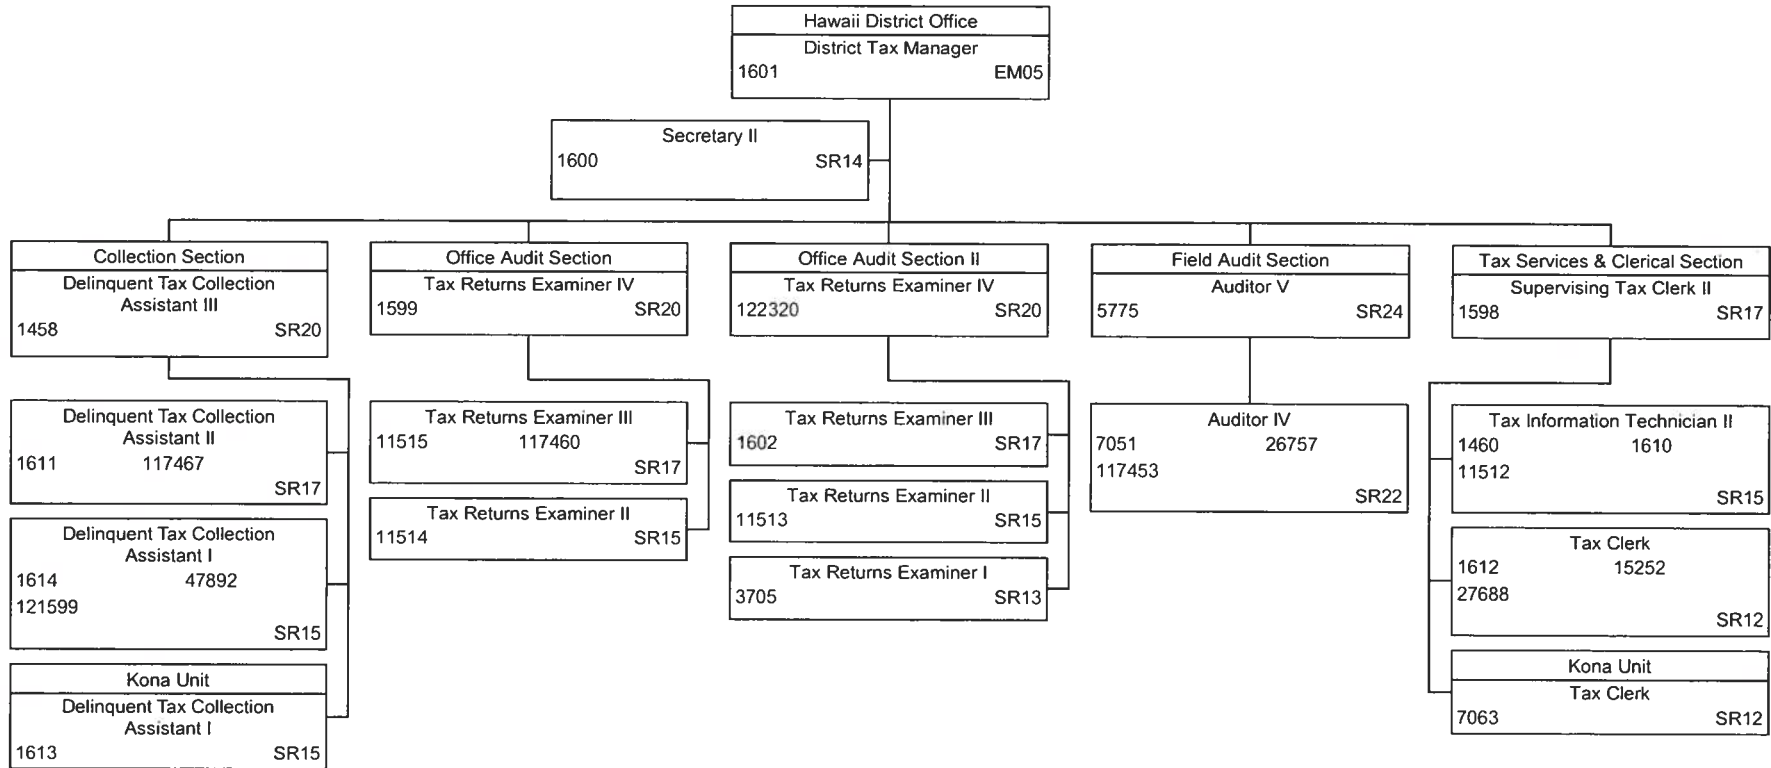 Hawaii District Office
District Tax Manager
1601 EM05
Secretary II
1600 SR14
Collection Section
Delinquent Tax Collection
Assistant III
1458 SR20
Delinquent Tax Collection
Assistant II
1611 117467
SR17
Delinquent Tax Collection
Assistant I
1614 47892
121599
SR15
Kona Unit
Delinquent Tax Collection
Assistant I
1613 SR15
Office Audit Section
Tax Returns Examiner IV
1599 SR20
Tax Returns Examiner III
11515 117460
SR17
Tax Returns Examiner II
11514 SR15
Office Audit Section II
Tax Returns Examiner IV
122320 SR20
Tax Returns Examiner III
1602 SR17
Tax Returns Examiner II
11513 SR15
Tax Returns Examiner I
3705 SR13
Field Audit Section
Auditor V
5775 SR24
Auditor IV
7051 26757
117453
SR22
Tax Services & Clerical Section
Supervising Tax Clerk II
1598 SR17
Tax Information Technician II
1460 1610
11512
SR15
Tax Clerk
1612 15252
27688
SR12
Kona Unit
Tax Clerk
7063 SR12